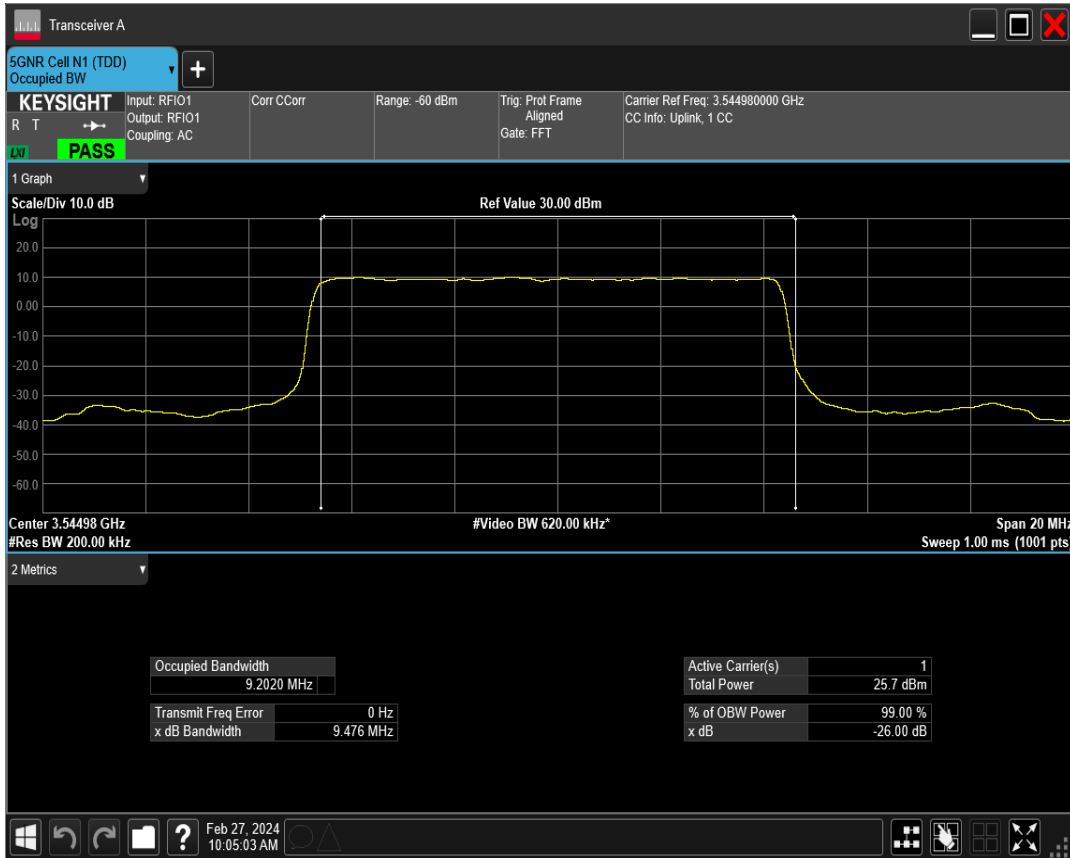 Transceiver A
5GNR Cell N1 (TDD)
Occupied BW
+
KEYSIGHT
R T
LXI
PASS
Input: RFIO1
Output: RFIO1
Coupling: AC
Corr CCorr
Range: -60 dBm
Trig: Prot Frame
Aligned
Gate: FFT
Carrier Ref Freq: 3.544980000 GHz
CC Info: Uplink, 1 CC
1 Graph
Scale/Div 10.0 dB
Ref Value 30.00 dBm
Log
20.0
10.0
0.00
-10.0
-20.0
-30.0
-40.0
-50.0
-60.0
Center 3.54498 GHz
#Video BW 620.00 kHz*
Span 20 MHz
#Res BW 200.00 kHz
Sweep 1.00 ms (1001 pts)
2 Metrics
Occupied Bandwidth
9.2020 MHz
Transmit Freq Error 0 Hz
x dB Bandwidth 9.476 MHz
Active Carrier(s) 1
Total Power 25.7 dBm
% of OBW Power 99.00 %
x dB -26.00 dB
?
Feb 27, 2024
10:05:03 AM